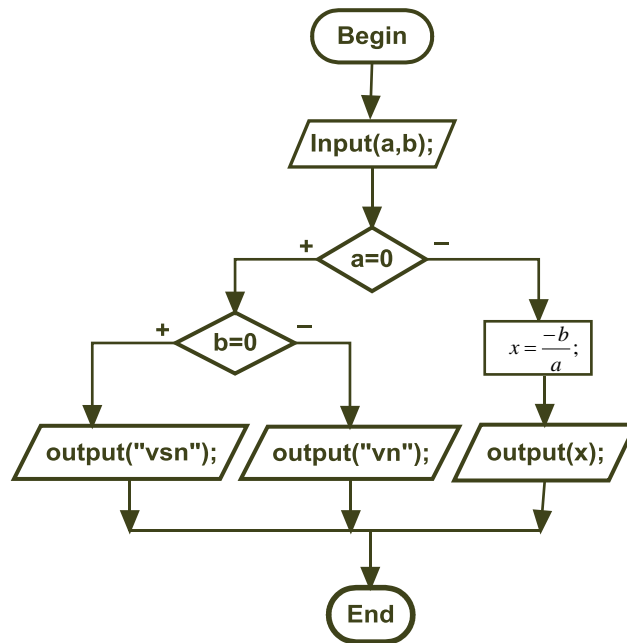 Begin
Input(a,b);
+
a=0
−
+
b=0
−
x = -b/a;
output("vsn");
output("vn");
output(x);
End